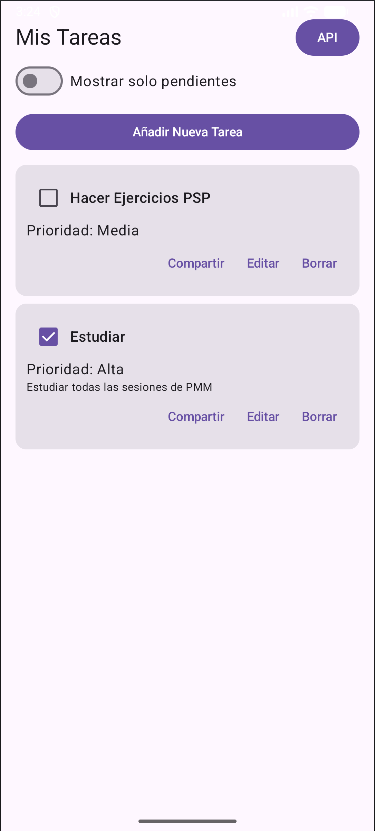 Mis Tareas
API
Mostrar solo pendientes
Añadir Nueva Tarea
Hacer Ejercicios PSP
Prioridad: Media
Compartir Editar Borrar
Estudiar
Prioridad: Alta
Estudiar todas las sesiones de PMM
Compartir Editar Borrar